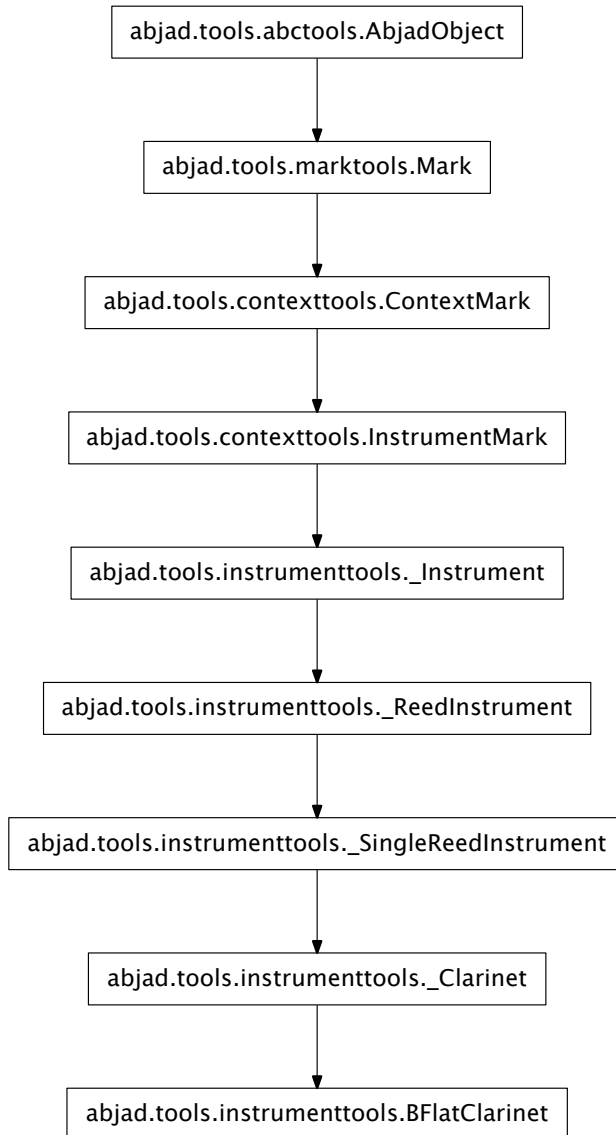 abjad.tools.abctools.AbjadObject
abjad.tools.marktools.Mark
abjad.tools.contexttools.ContextMark
abjad.tools.contexttools.InstrumentMark
abjad.tools.instrumenttools._Instrument
abjad.tools.instrumenttools._ReedInstrument
abjad.tools.instrumenttools._SingleReedInstrument
abjad.tools.instrumenttools._Clarinet
abjad.tools.instrumenttools.BFlatClarinet